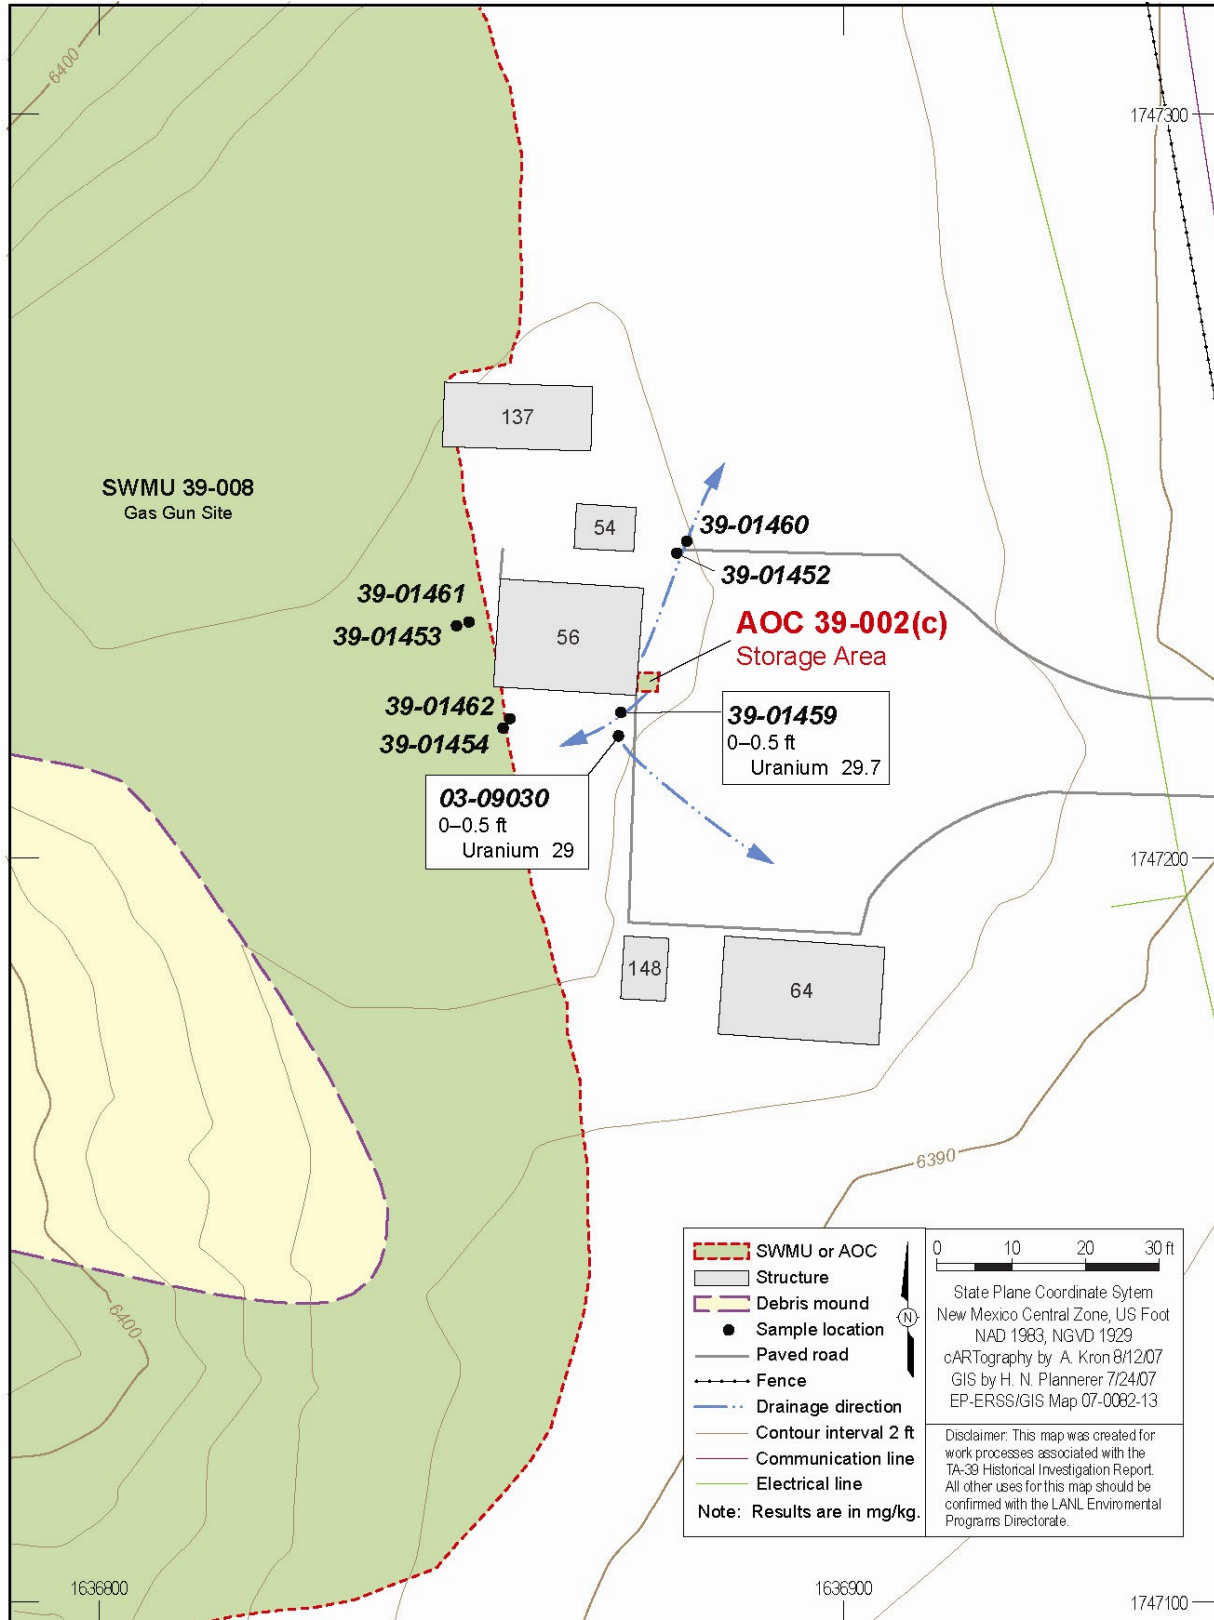 6400
1747300
137
SWMU 39-008
Gas Gun Site
54
39-01460
39-01452
39-01461
39-01453
56
AOC 39-002(c)
Storage Area
39-01462
39-01454
39-01459
0–0.5 ft
Uranium 29.7
03-09030
0–0.5 ft
Uranium 29
1747200
148
64
6390
6400
SWMU or AOC
Structure
Debris mound
Sample location
Paved road
Fence
Drainage direction
Contour interval 2 ft
Communication line
Electrical line
Note: Results are in mg/kg.
N
0 10 20 30 ft
State Plane Coordinate Sytem
New Mexico Central Zone, US Foot
NAD 1983, NGVD 1929
cARTography by A. Kron 8/12/07
GIS by H. N. Plannerer 7/24/07
EP-ERSS/GIS Map 07-0082-13
Disclaimer: This map was created for
work processes associated with the
TA-39 Historical Investigation Report.
All other uses for this map should be
confirmed with the LANL Enviromental
Programs Directorate.
1636800
1636900
1747100